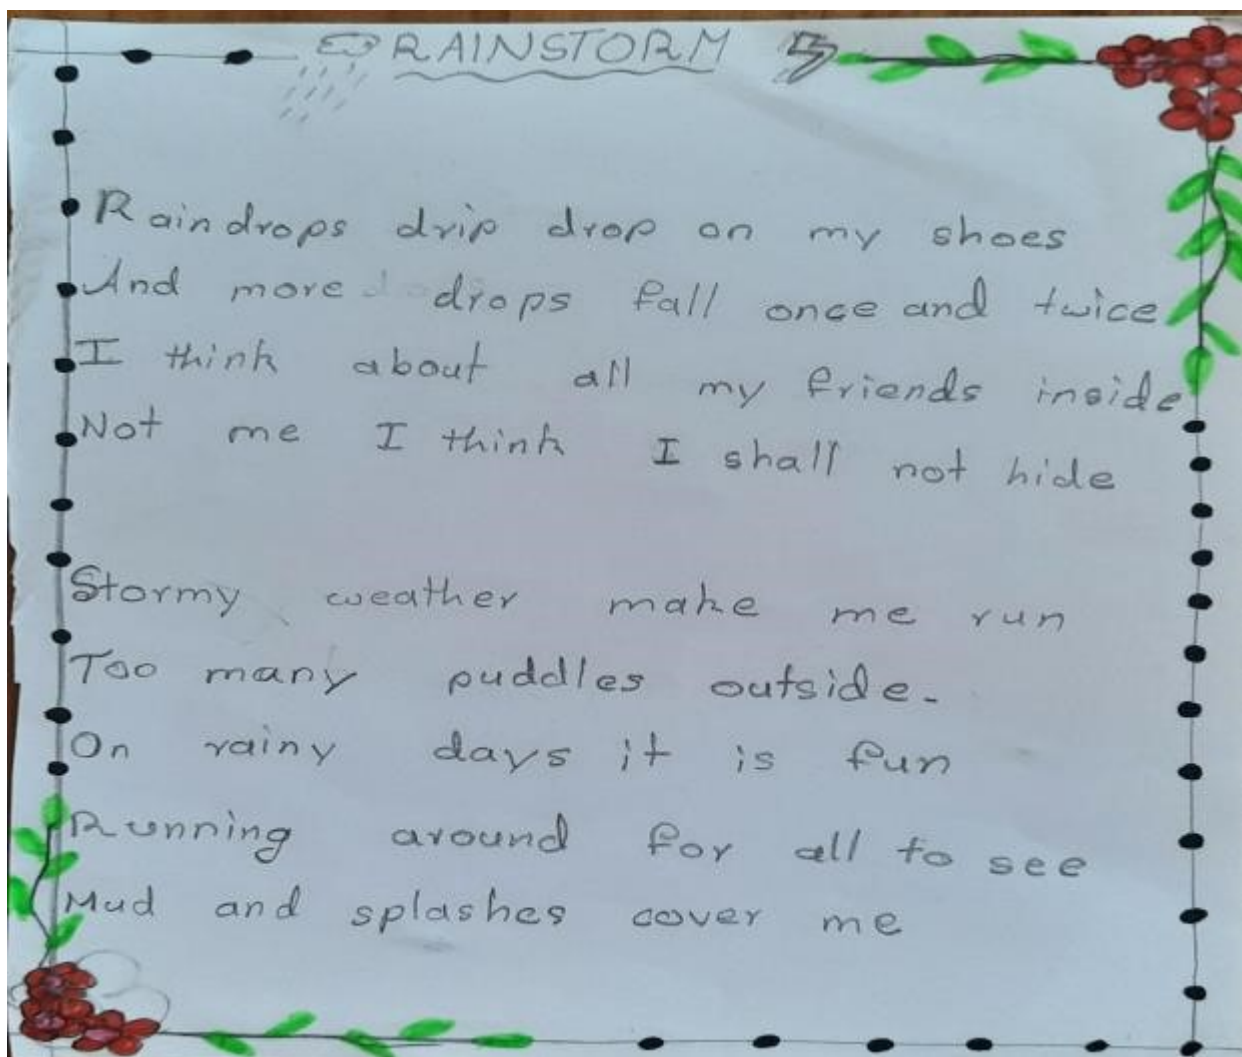 RAINSTORM
Raindrops drip drop on my shoes
And more drops fall once and twice
I think about all my friends inside
Not me I think I shall not hide
Stormy weather make me run
Too many puddles outside.
On rainy days it is fun
Running around for all to see
Mud and splashes cover me